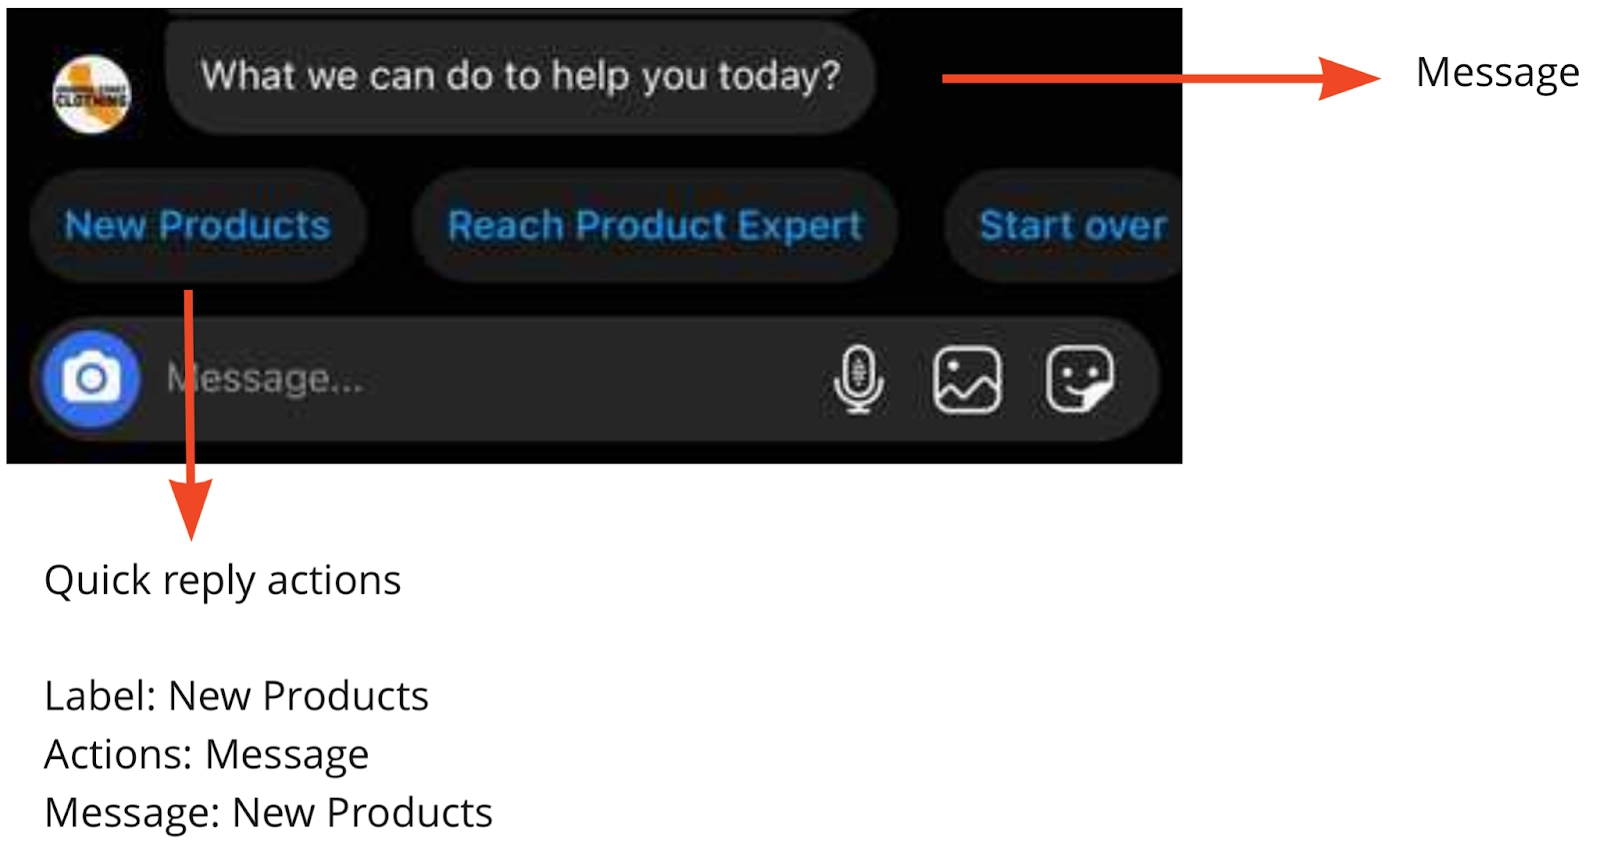 What we can do to help you today?
Message
CLOTHING
New Products
Reach Product Expert
Start over
Message...
Quick reply actions
Label: New Products
Actions: Message
Message: New Products